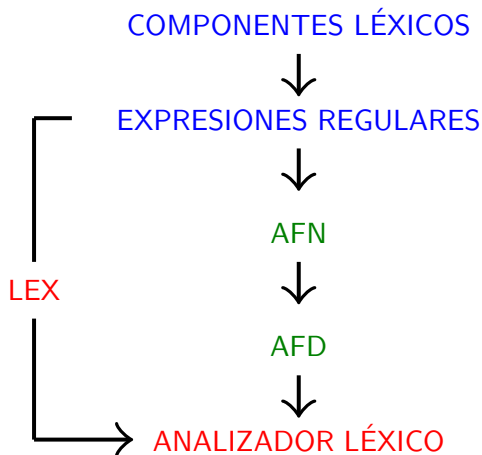 COMPONENTES LÉXICOS
EXPRESIONES REGULARES
AFN
LEX
AFD
ANALIZADOR LÉXICO